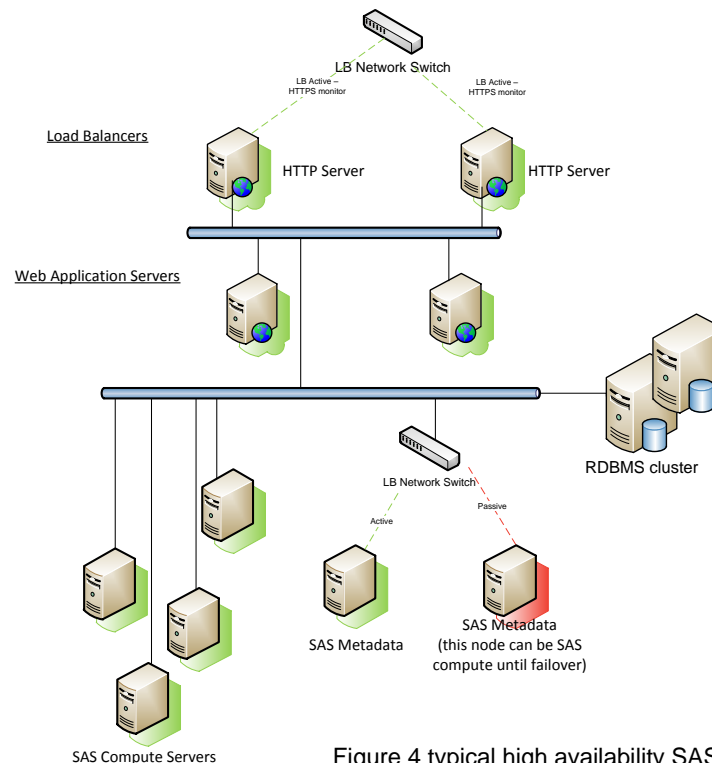 LB Network Switch
LB Active –
HTTPS monitor
LB Active –
HTTPS monitor
Load Balancers
HTTP Server
HTTP Server
Web Application Servers
RDBMS cluster
LB Network Switch
Active
Passive
SAS Metadata
SAS Metadata
(this node can be SAS
compute until failover)
SAS Compute Servers
Figure 4 typical high availability SAS